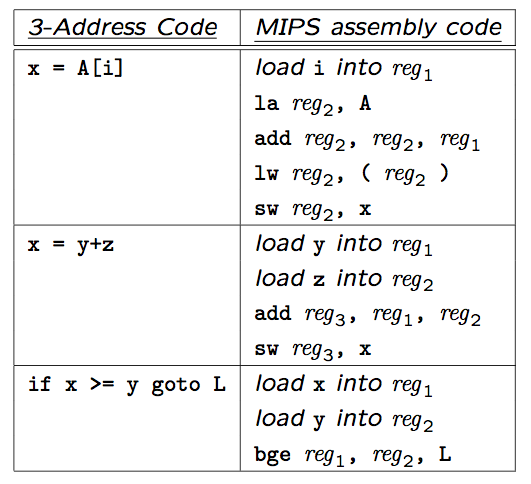 3-Address Code MIPS assembly code
x = A[i] load i into reg1
la reg2, A
add reg2, reg2, reg1
lw reg2, ( reg2 )
sw reg2, x
x = y+z load y into reg1
load z into reg2
add reg3, reg1, reg2
sw reg3, x
if x >= y goto L load x into reg1
load y into reg2
bge reg1, reg2, L